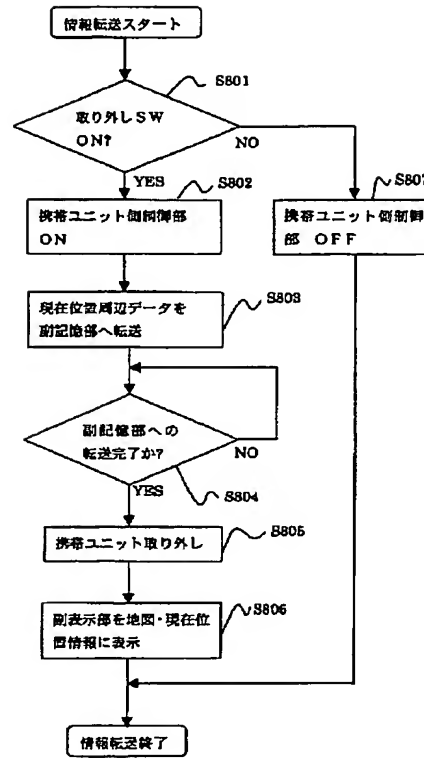 情報転送スタート
S801
取り外しSW
ON?
NO
YES
S802
S807
携帯ユニット側制御部
ON
携帯ユニット側制御
部 OFF
S803
現在位置周辺データを
副記憶部へ転送
副記憶部への
転送完了か?
NO
YES
S804
S805
携帯ユニット取り外し
S806
副表示部を地図・現在位
置情報に表示
情報転送終了